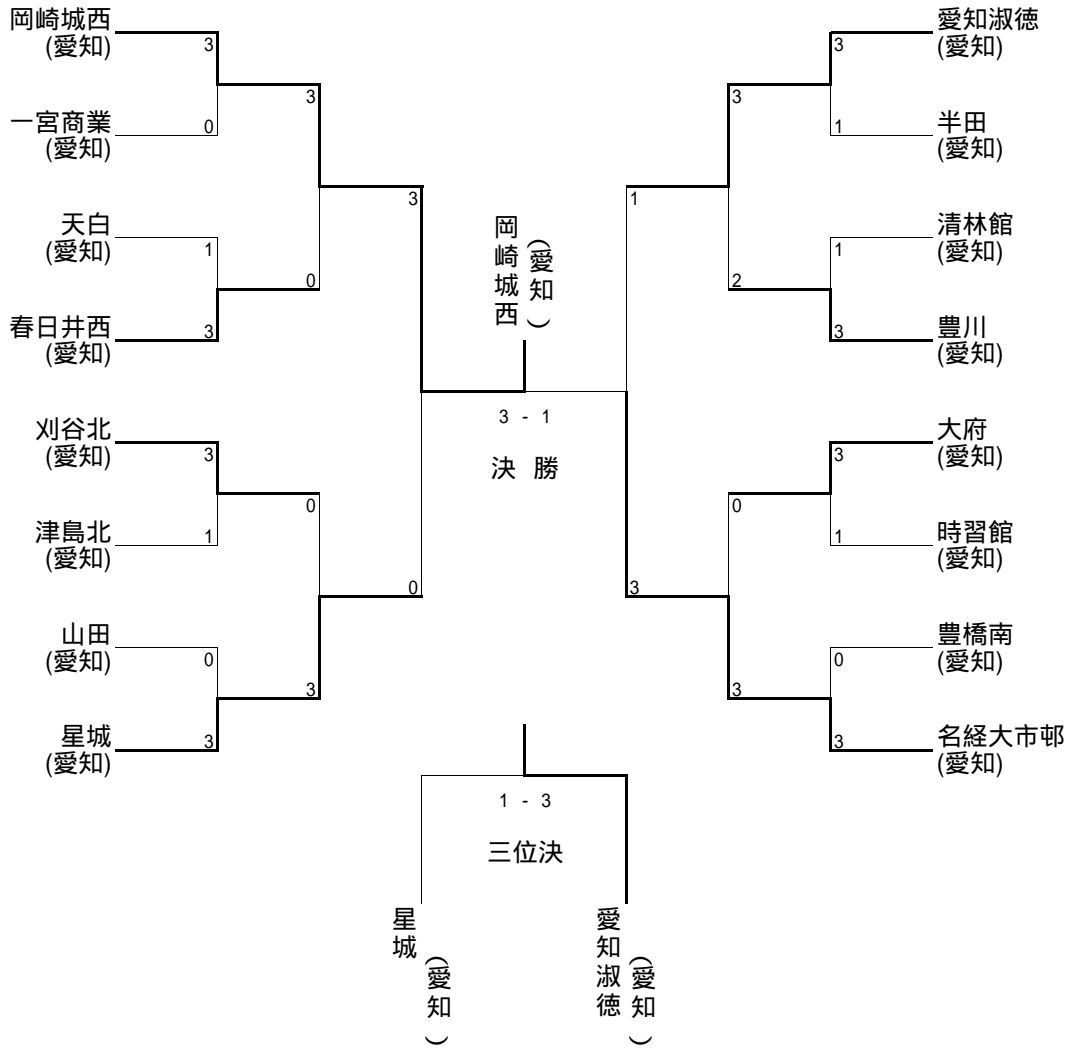 岡崎城西
(愛知)
3
一宮商業
(愛知)
0
3
天白
(愛知)
1
春日井西
(愛知)
3
0
3
刈谷北
(愛知)
3
津島北
(愛知)
1
0
山田
(愛知)
0
星城
(愛知)
3
3
0
岡崎城西
(愛知)
3 - 1
決 勝
愛知淑徳
(愛知)
3
半田
(愛知)
1
3
清林館
(愛知)
1
豊川
(愛知)
3
2
1
大府
(愛知)
3
時習館
(愛知)
1
0
豊橋南
(愛知)
0
名経大市邨
(愛知)
3
3
3
1 - 3
三位決
星城
(愛知)
愛知淑徳
(愛知)